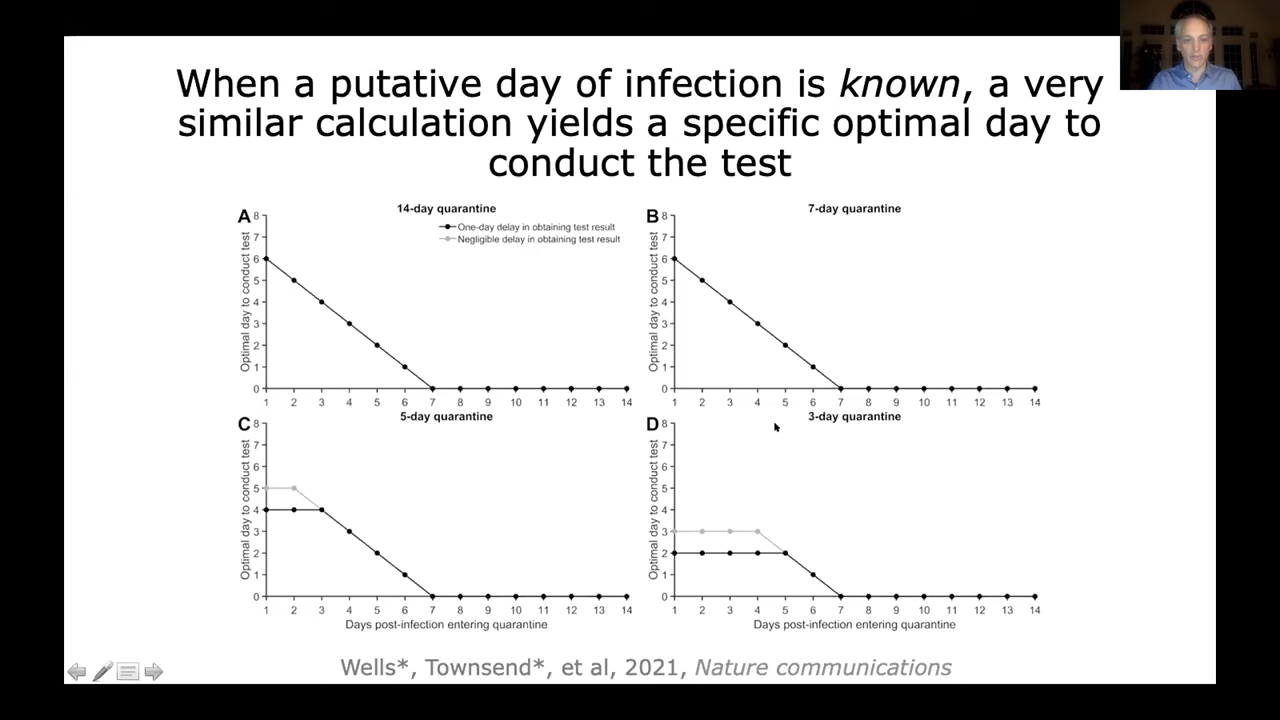 When a putative day of infection is known, a very
similar calculation yields a specific optimal day to
conduct the test
A
14-day quarantine
One-day delay in obtaining test result
Negligible delay in obtaining test result
Optimal day to conduct test
8
7
6
5
4
3
2
1
0
1 2 3 4 5 6 7 8 9 10 11 12 13 14
B
7-day quarantine
Optimal day to conduct test
8
7
6
5
4
3
2
1
0
1 2 3 4 5 6 7 8 9 10 11 12 13 14
C
5-day quarantine
Optimal day to conduct test
8
7
6
5
4
3
2
1
0
1 2 3 4 5 6 7 8 9 10 11 12 13 14
Days post-infection entering quarantine
D
3-day quarantine
Optimal day to conduct test
8
7
6
5
4
3
2
1
0
1 2 3 4 5 6 7 8 9 10 11 12 13 14
Days post-infection entering quarantine
Wells*, Townsend*, et al, 2021, Nature communications